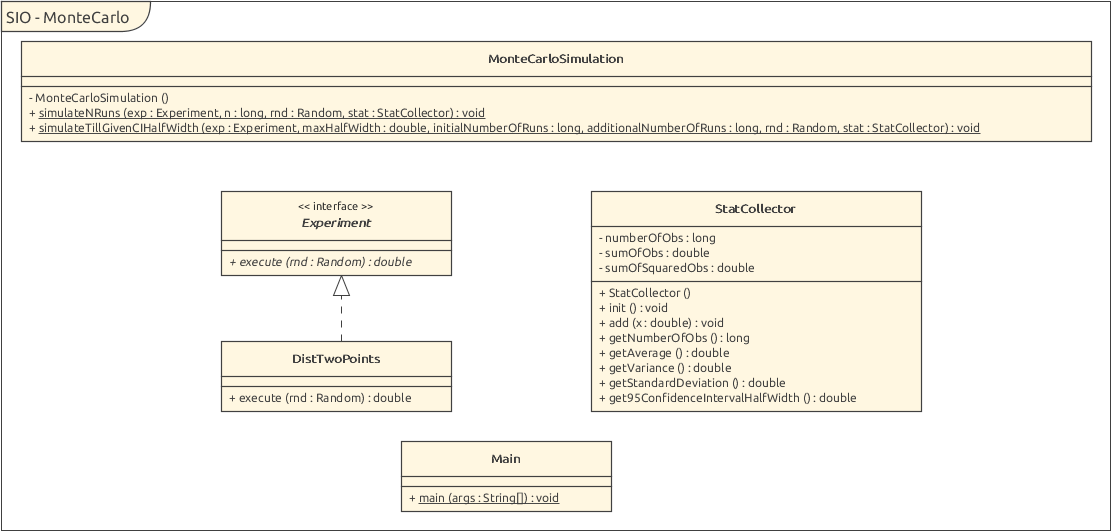 SIO - MonteCarlo
MonteCarloSimulation
- MonteCarloSimulation ()
+ simulateNRuns (exp : Experiment, n : long, rnd : Random, stat : StatCollector) : void
+ simulateTillGivenCIHalfWidth (exp : Experiment, maxHalfWidth : double, initialNumberOfRuns : long, additionalNumberOfRuns : long, rnd : Random, stat : StatCollector) : void
<< interface >>
Experiment
+ execute (rnd : Random) : double
StatCollector
- numberOfObs : long
- sumOfObs : double
- sumOfSquaredObs : double
+ StatCollector ()
+ init () : void
+ add (x : double) : void
+ getNumberOfObs () : long
+ getAverage () : double
+ getVariance () : double
+ getStandardDeviation () : double
+ get95ConfidenceIntervalHalfWidth () : double
DistTwoPoints
+ execute (rnd : Random) : double
Main
+ main (args : String[]) : void